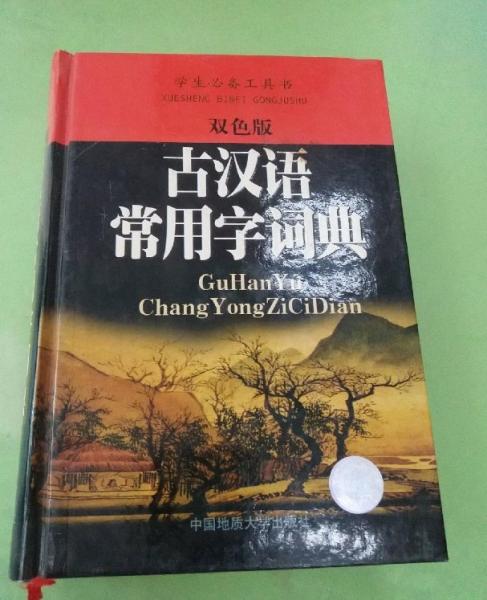 学生必备工具书
XUESHENG BIBEI GONGJUSHU
双色版
古汉语
常用字词典
GuHanYu
ChangYongZiCiDian
中国地质大学出版社